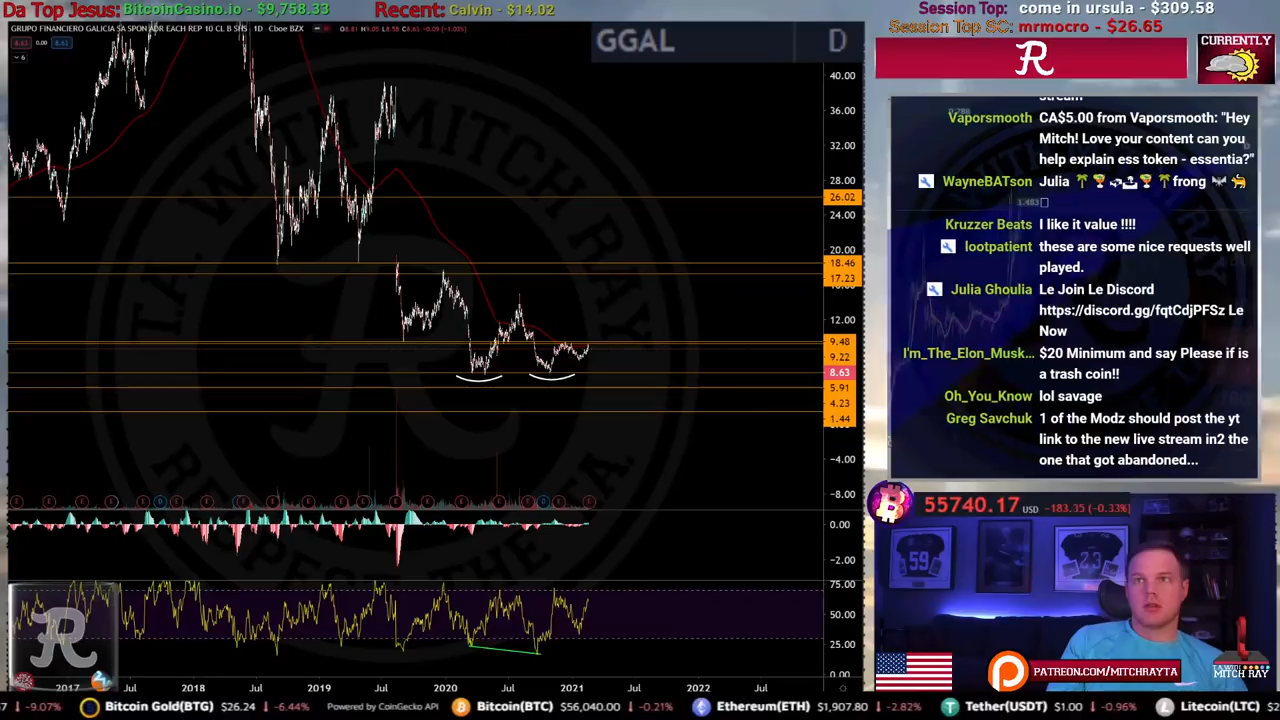 Da Top Jesus: BitcoinCasino.io - $9,758.33
Recent: Calvin - $14.02
Session Top: come in ursula - $309.58
Session Top SC: mrmocro - $26.65
GRUPO FINANCIERO GALICIA SA SPON ADR EACH REP 10 CL B SHS 1D Cboe BZX
GGAL D
CURRENTLY
40.00
36.00
32.00
28.00
26.02
24.00
20.00
18.46
17.23
12.00
9.48
9.22
8.63
5.91
4.23
1.44
-4.00
-8.00
0.00
-2.00
75.00
50.00
25.00
0.00
2017 Jul 2018 Jul 2019 Jul 2020 Jul 2021 Jul 2022 Jul
TA WITH MITCH RAY
PERSPECTIVE TA
stream
Vaporsmooth CA$5.00 from Vaporsmooth: "Hey
Mitch! Love your content can you
help explain ess token - essentia?"
WayneBATson Julia 🌴🍹 frong
Kruzzer Beats I like it value !!!!
lootpatient these are some nice requests well
played.
Julia Ghoulia Le Join Le Discord
https://discord.gg/fqtCdjPFSz Le
Now
I'm_The_Elon_Musk... $20 Minimum and say Please if is
a trash coin!!
Oh_You_Know lol savage
Greg Savchuk 1 of the Modz should post the yt
link to the new live stream in2 the
one that got abandoned...
55740.17 USD -183.35 (-0.33%)
59
23
PATREON.COM/MITCHRAYTA
MITCH RAY
-9.07% Bitcoin Gold(BTG) $26.24 -6.44% Powered by CoinGecko API Bitcoin(BTC) $56,040.00 -0.21% Ethereum(ETH) $1,907.80 -2.82% Tether(USDT) $1.00 -0.96% Litecoin(LTC)